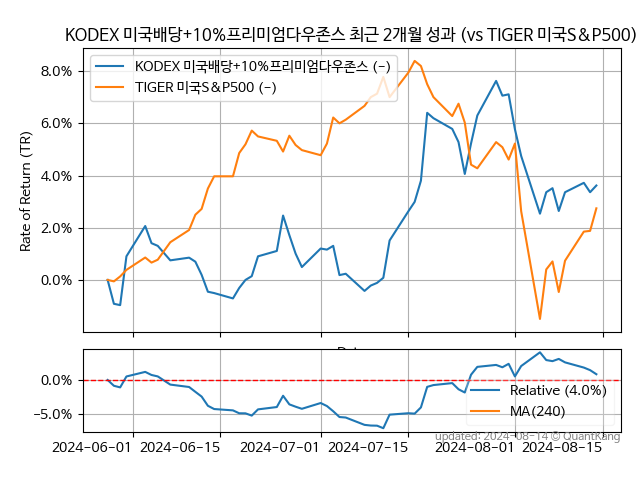 KODEX 미국배당+10%프리미엄다우존스 최근 2개월 성과 (vs TIGER 미국S&P500)
KODEX 미국배당+10%프리미엄다우존스 (-)
TIGER 미국S&P500 (-)
Rate of Return (TR)
8.0%
6.0%
4.0%
2.0%
0.0%
0.0%
-5.0%
Relative (4.0%)
MA(240)
updated: 2024-08-14 © QuantKang
2024-06-01 2024-06-15 2024-07-01 2024-07-15 2024-08-01 2024-08-15